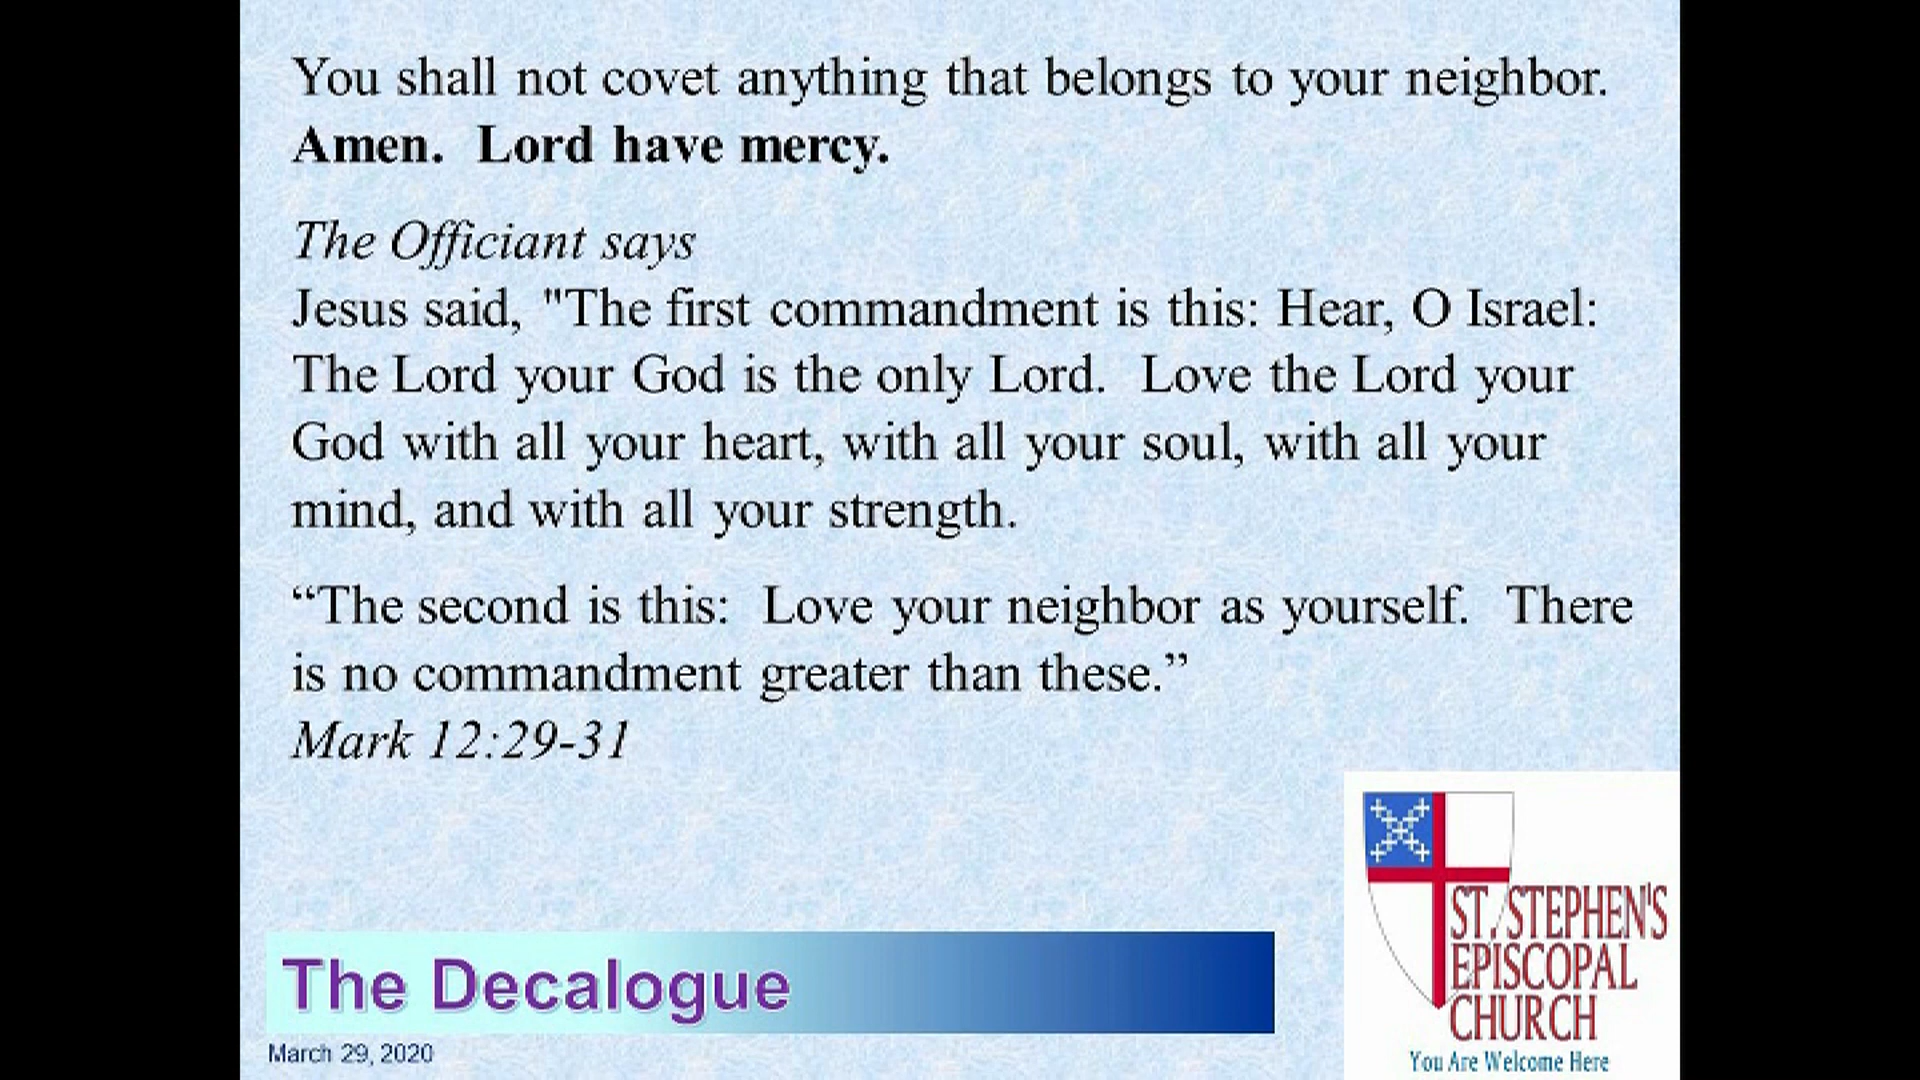 You shall not covet anything that belongs to your neighbor.
Amen.  Lord have mercy.
The Officiant says
Jesus said, "The first commandment is this: Hear, O Israel:
The Lord your God is the only Lord.  Love the Lord your
God with all your heart, with all your soul, with all your
mind, and with all your strength.
“The second is this:  Love your neighbor as yourself.  There
is no commandment greater than these.”
Mark 12:29-31
The Decalogue
March 29, 2020
ST. STEPHEN'S
EPISCOPAL
CHURCH
You Are Welcome Here